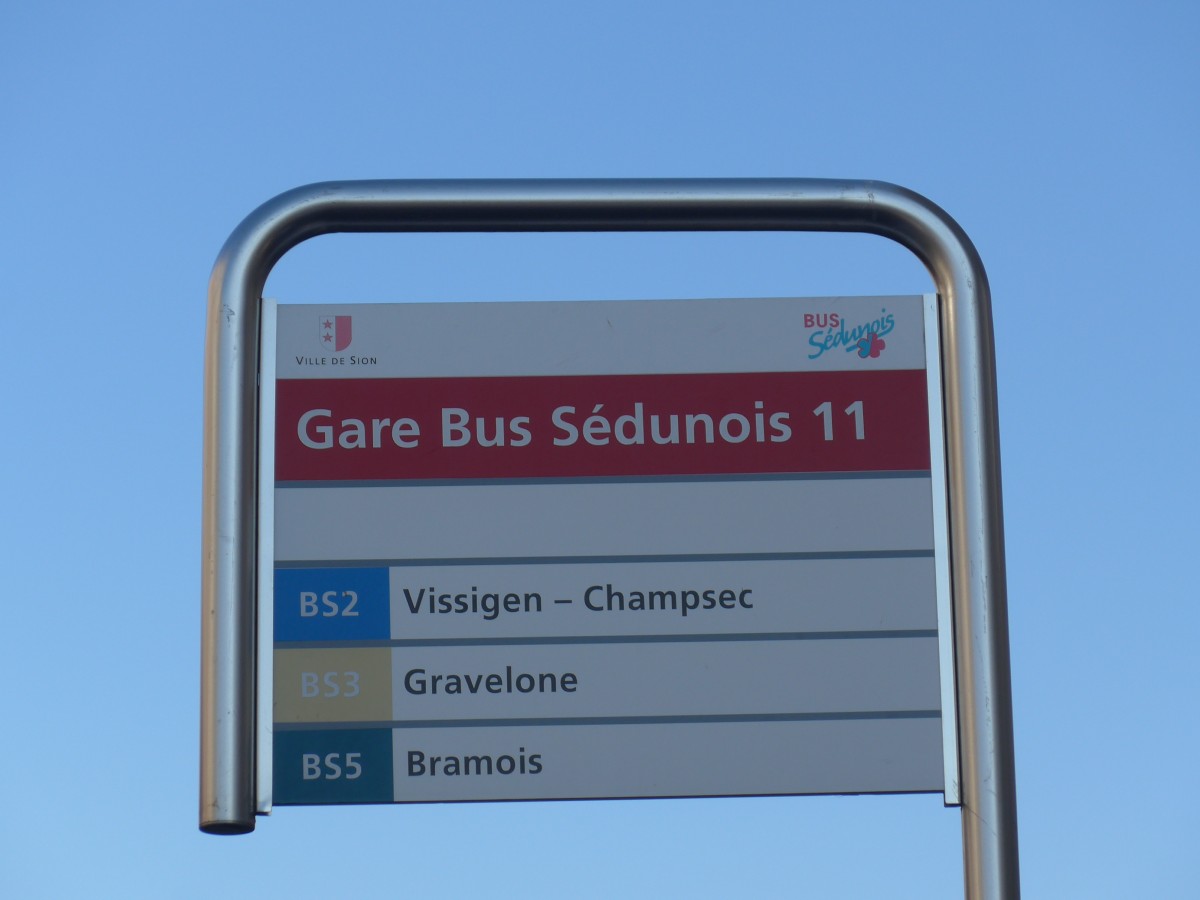 VILLE DE SION
BUS
Sédunois
Gare Bus Sédunois 11
BS2 Vissigen – Champsec
BS3 Gravelone
BS5 Bramois